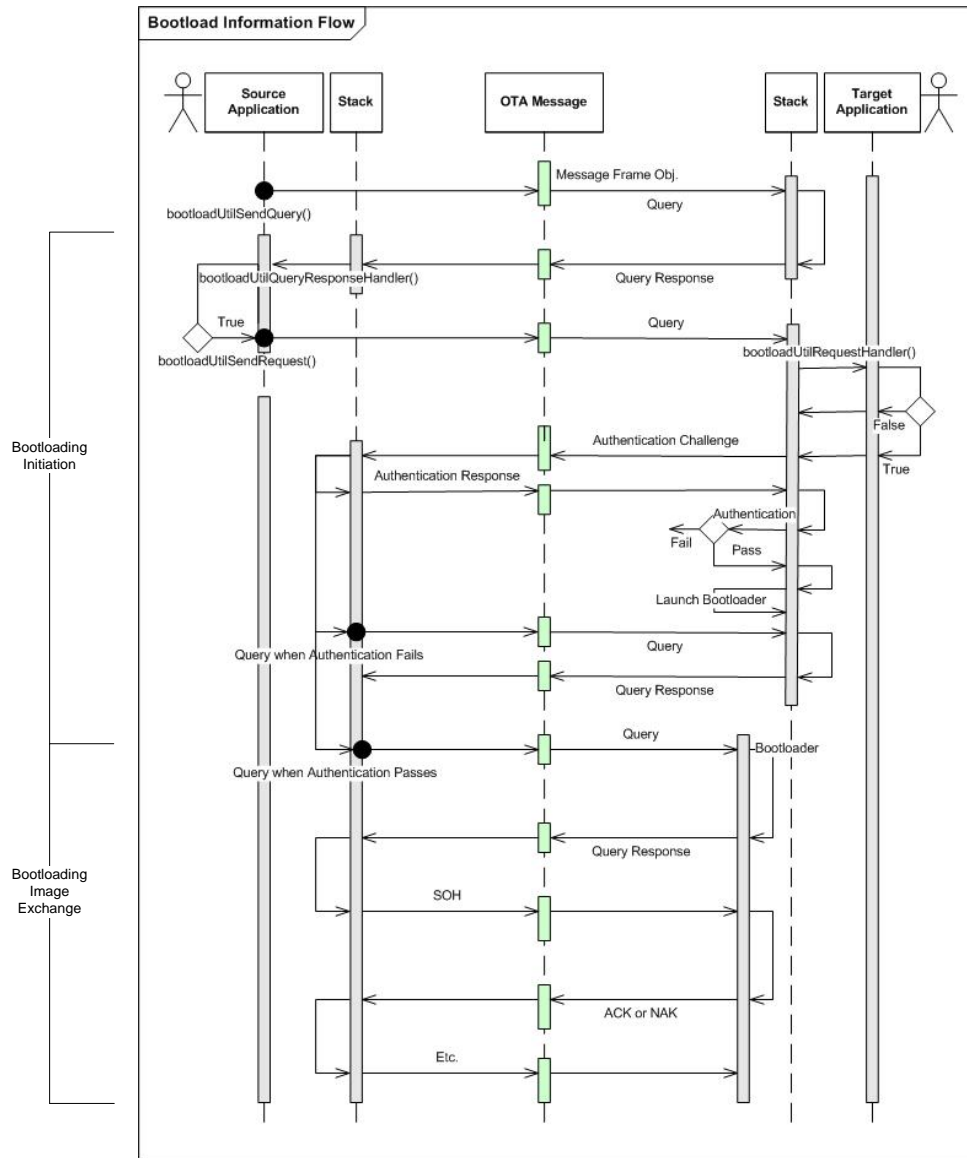 Bootload Information Flow
Source
Application
Stack
OTA Message
Stack
Target
Application
Message Frame Obj.
Query
bootloadUtilSendQuery()
bootloadUtilQueryResponseHandler()
Query Response
True
Query
bootloadUtilSendRequest()
bootloadUtilRequestHandler()
False
Bootloading
Initiation
Authentication Challenge
True
Authentication Response
Authentication
Fail
Pass
Launch Bootloader
Query when Authentication Fails
Query
Query Response
Query
Bootloader
Query when Authentication Passes
Query Response
Bootloading
Image
Exchange
SOH
ACK or NAK
Etc.